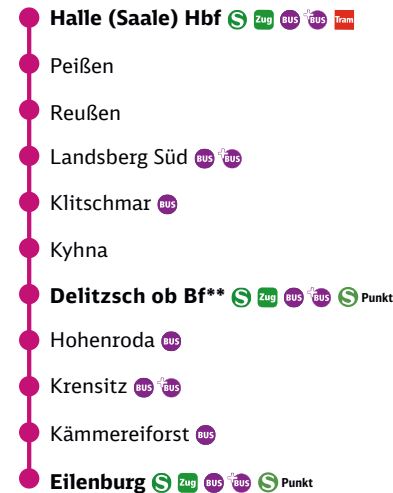 Halle (Saale) Hbf S Zug BUS +BUS Tram
Peißen
Reußen
Landsberg Süd BUS +BUS
Klitschmar BUS
Kyhna
Delitzsch ob Bf** S Zug BUS +BUS S Punkt
Hohenroda BUS
Krensitz BUS +BUS
Kämmereiforst BUS
Eilenburg S Zug BUS +BUS S Punkt